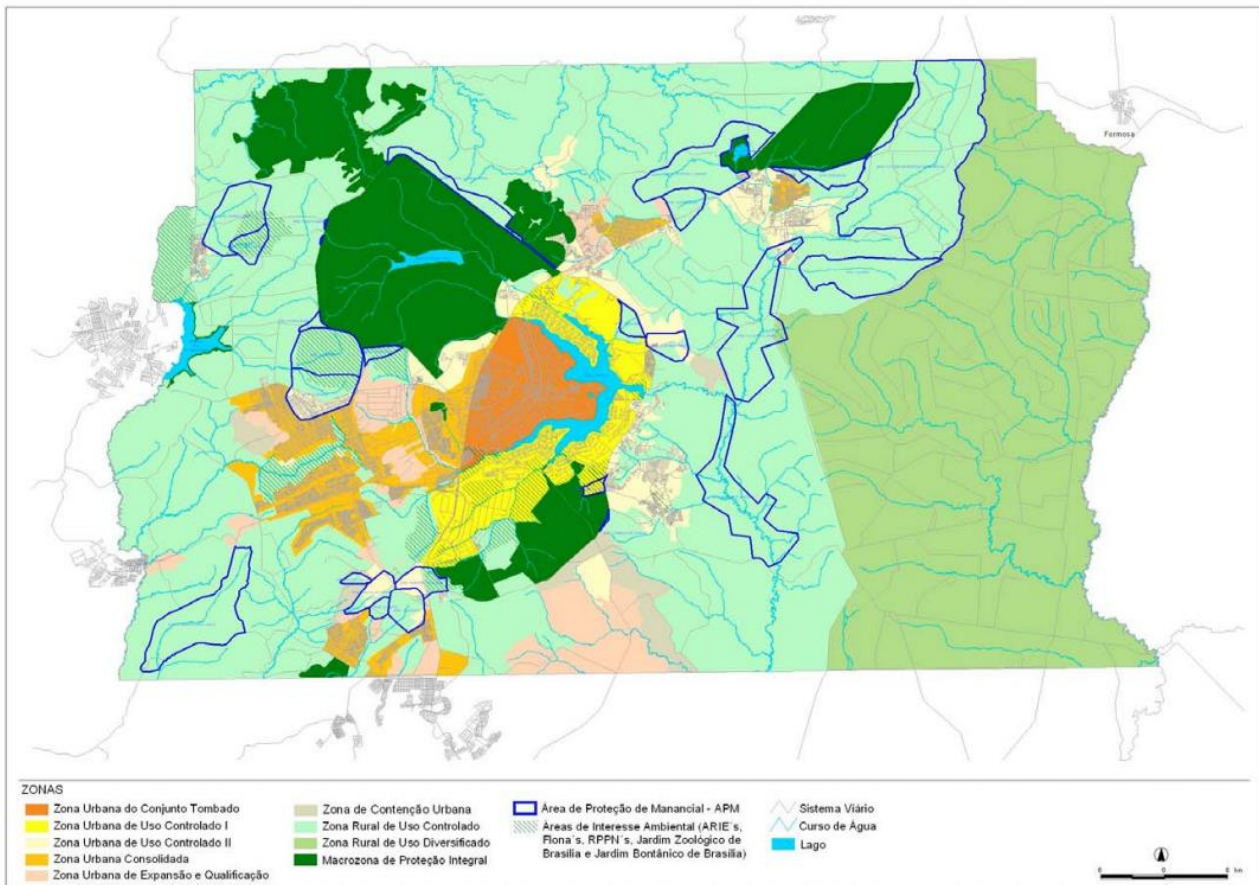 Formosa
ZONAS
Zona Urbana do Conjunto Tombado
Zona Urbana de Uso Controlado I
Zona Urbana de Uso Controlado II
Zona Urbana Consolidada
Zona Urbana de Expansão e Qualificação
Zona de Contenção Urbana
Zona Rural de Uso Controlado
Zona Rural de Uso Diversificado
Macrozona de Proteção Integral
Área de Proteção de Manancial - APM
Áreas de Interesse Ambiental (ARIE´s,
Flona´s, RPPN´s, Jardim Zoológico de
Brasília e Jardim Bontânico de Brasília)
Sistema Viário
Curso de Água
Lago
km